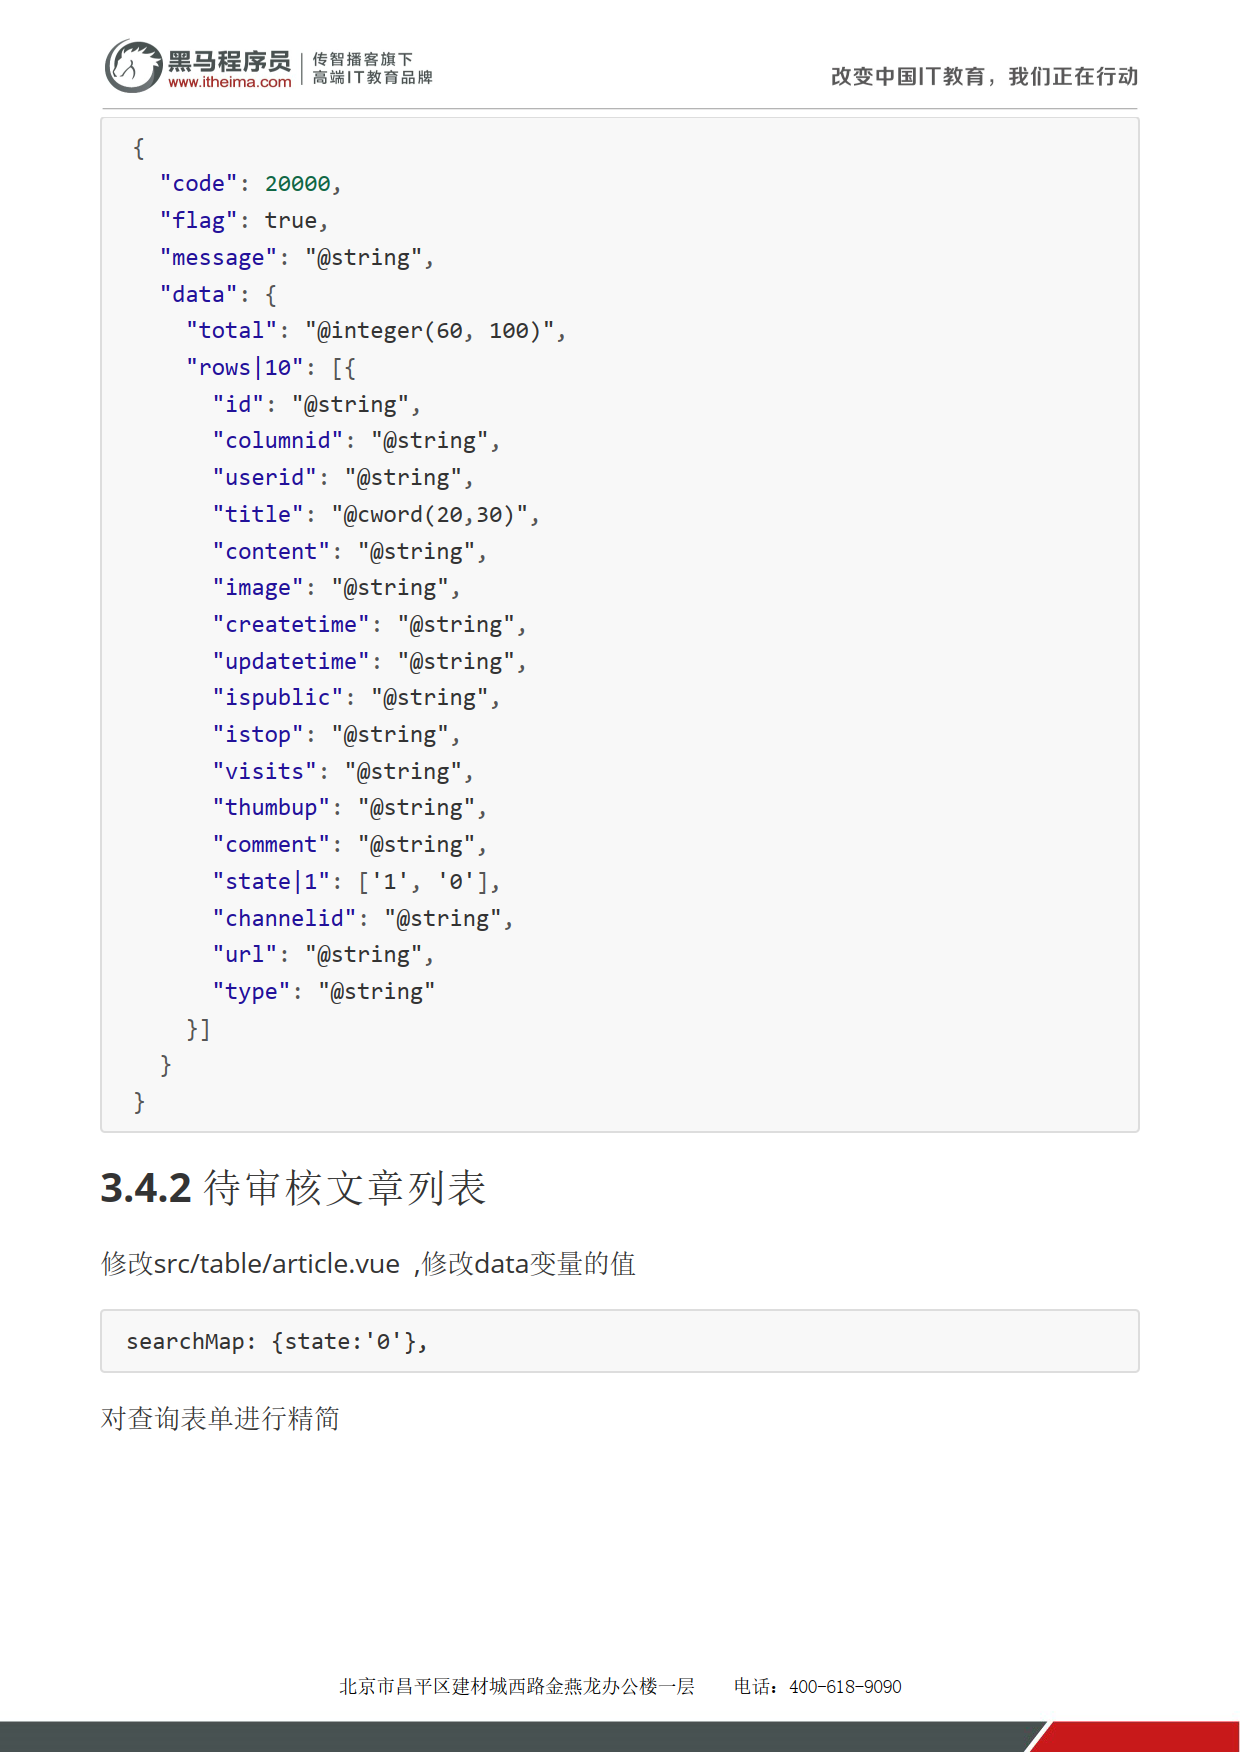 黑马程序员
www.itheima.com
传智播客旗下
高端IT教育品牌
改变中国IT教育，我们正在行动
{
  "code": 20000,
  "flag": true,
  "message": "@string",
  "data": {
    "total": "@integer(60, 100)",
    "rows|10": [{
      "id": "@string",
      "columnid": "@string",
      "userid": "@string",
      "title": "@cword(20,30)",
      "content": "@string",
      "image": "@string",
      "createtime": "@string",
      "updatetime": "@string",
      "ispublic": "@string",
      "istop": "@string",
      "visits": "@string",
      "thumbup": "@string",
      "comment": "@string",
      "state|1": ['1', '0'],
      "channelid": "@string",
      "url": "@string",
      "type": "@string"
    }]
  }
}
3.4.2 待审核文章列表
修改src/table/article.vue ,修改data变量的值
searchMap: {state:'0'},
对查询表单进行精简
北京市昌平区建材城西路金燕龙办公楼一层 电话：400-618-9090